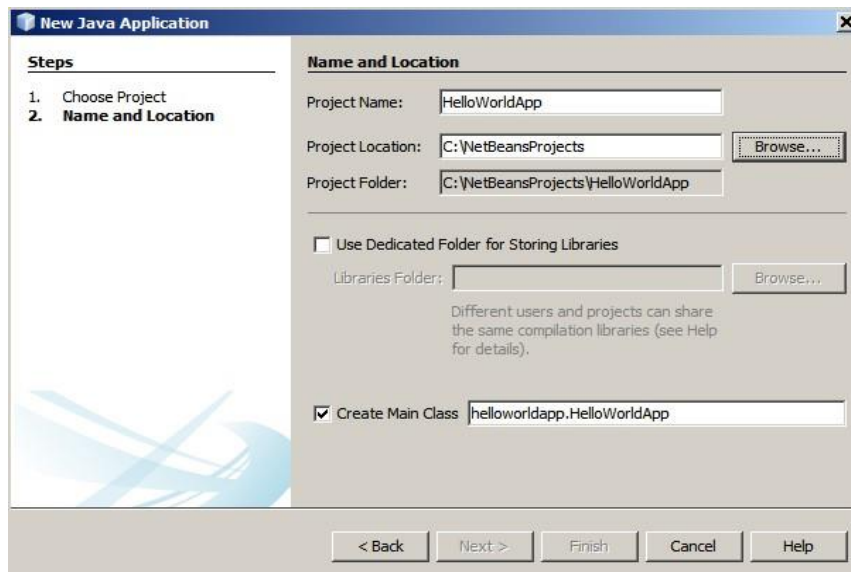 New Java Application
Steps
1. Choose Project
2. Name and Location
Name and Location
Project Name: HelloWorldApp
Project Location: C:\NetBeansProjects Browse...
Project Folder: C:\NetBeansProjects\HelloWorldApp
Use Dedicated Folder for Storing Libraries
Libraries Folder: Browse...
Different users and projects can share
the same compilation libraries (see Help
for details).
Create Main Class helloworldapp.HelloWorldApp
< Back Next > Finish Cancel Help